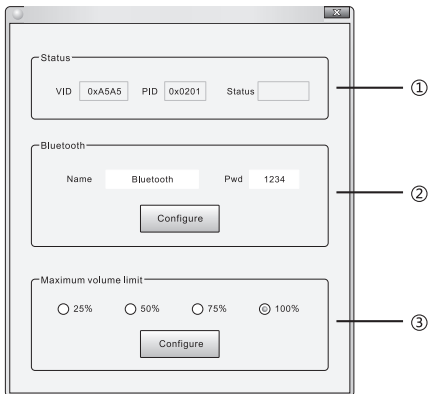 Status
VID 0xA5A5 PID 0x0201 Status
①
Bluetooth
Name Bluetooth Pwd 1234
②
Configure
Maximum volume limit
25% 50% 75% 100%
③
Configure